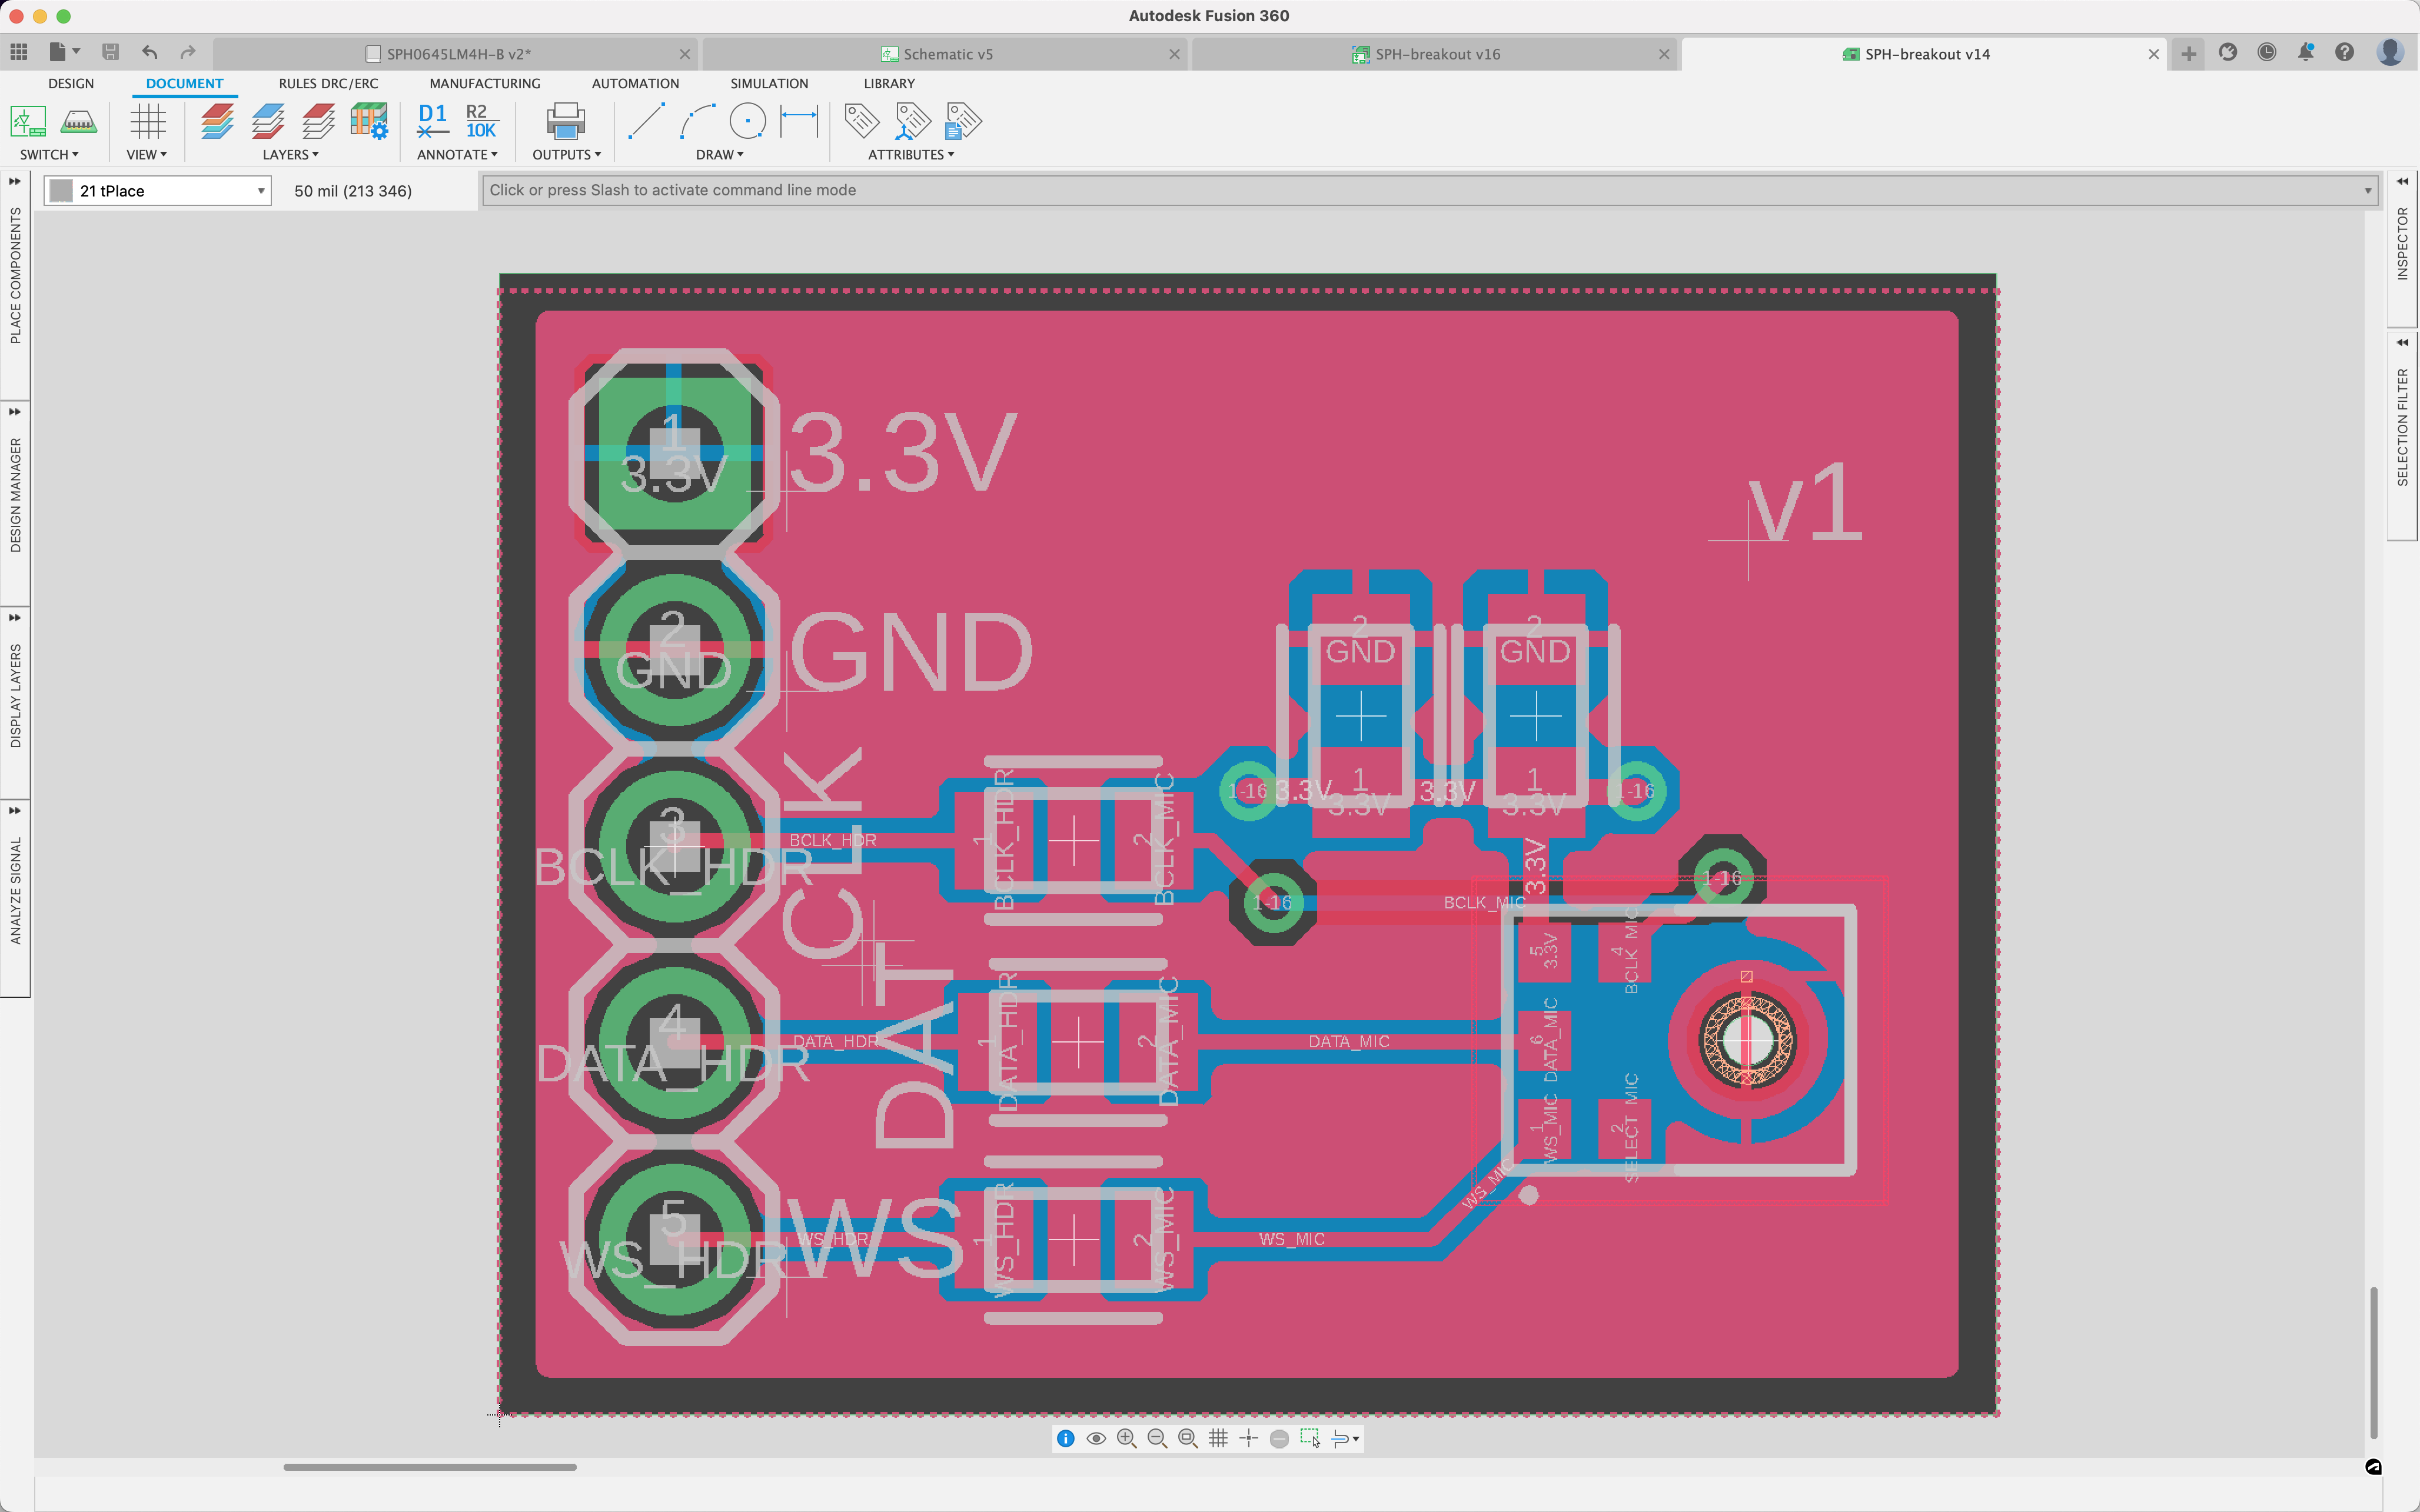 Autodesk Fusion 360
SPH0645LM4H-B v2*
Schematic v5
SPH-breakout v16
SPH-breakout v14
DESIGN
DOCUMENT
RULES DRC/ERC
MANUFACTURING
AUTOMATION
SIMULATION
LIBRARY
D1
R2
10K
SWITCH
VIEW
LAYERS
ANNOTATE
OUTPUTS
DRAW
ATTRIBUTES
21 tPlace
50 mil (213 346)
Click or press Slash to activate command line mode
PLACE COMPONENTS
DESIGN MANAGER
DISPLAY LAYERS
ANALYZE SIGNAL
INSPECTOR
SELECTION FILTER
1
3.3V
3.3V
v1
2
GND
GND
2
GND
2
GND
3
BCLK_HDR
CLK
BCLK_HDR
1
BCLK_HDR
2
BCLK_MIC
1-16
3.3V
1
3.3V
3.3V
1
3.3V
1-16
3.3V
1-16
BCLK_MIC
1-16
5
3.3V
4
BCLK_MIC
4
DATA_HDR
DAT
DATA_HDR
1
DATA_HDR
2
DATA_MIC
DATA_MIC
6
DATA_MIC
1
WS_MIC
2
SELECT_MIC
5
WS_HDR
WS
WS_HDR
1
WS_HDR
2
WS_MIC
WS_MIC
WS_MIC